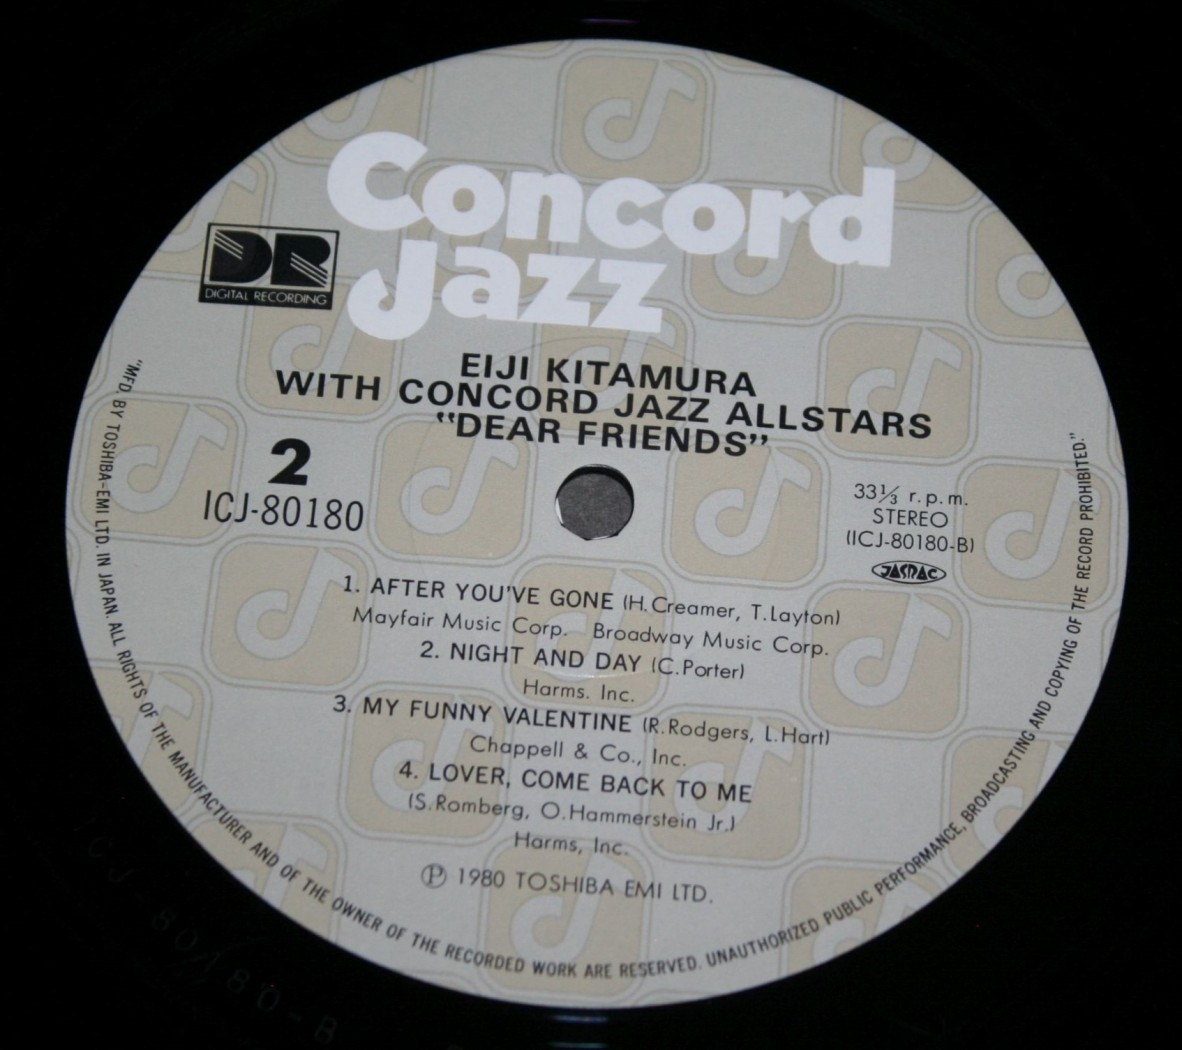 Concord
Jazz
DR
DIGITAL RECORDING
EIJI KITAMURA
WITH CONCORD JAZZ ALLSTARS
"DEAR FRIENDS"
2
ICJ-80180
33⅓ r.p.m.
STEREO
(ICJ-80180-B)
JASRAC
1. AFTER YOU'VE GONE (H.Creamer, T.Layton)
Mayfair Music Corp. Broadway Music Corp.
2. NIGHT AND DAY (C.Porter)
Harms. Inc.
3. MY FUNNY VALENTINE (R.Rodgers, L.Hart)
Chappell & Co., Inc.
4. LOVER, COME BACK TO ME
(S.Romberg, O.Hammerstein Jr.)
Harms, Inc.
℗ 1980 TOSHIBA EMI LTD.
"MFD. BY TOSHIBA-EMI LTD. IN JAPAN. ALL RIGHTS OF THE MANUFACTURER AND OF THE OWNER OF THE RECORDED WORK ARE RESERVED. UNAUTHORIZED PUBLIC PERFORMANCE, BROADCASTING AND COPYING OF THE RECORD PROHIBITED."
ICJ-80180-B